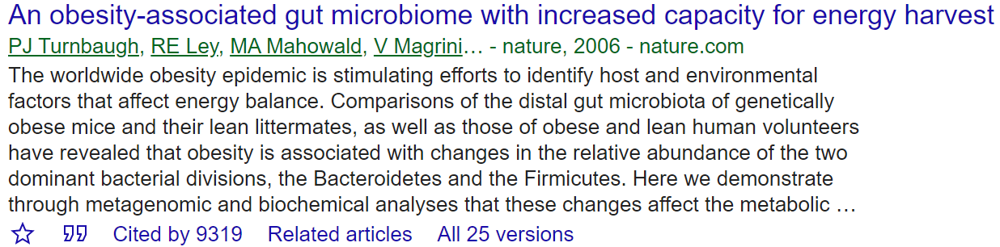 An obesity-associated gut microbiome with increased capacity for energy harvest
PJ Turnbaugh, RE Ley, MA Mahowald, V Magrini… - nature, 2006 - nature.com
The worldwide obesity epidemic is stimulating efforts to identify host and environmental
factors that affect energy balance. Comparisons of the distal gut microbiota of genetically
obese mice and their lean littermates, as well as those of obese and lean human volunteers
have revealed that obesity is associated with changes in the relative abundance of the two
dominant bacterial divisions, the Bacteroidetes and the Firmicutes. Here we demonstrate
through metagenomic and biochemical analyses that these changes affect the metabolic …
Cited by 9319 Related articles All 25 versions